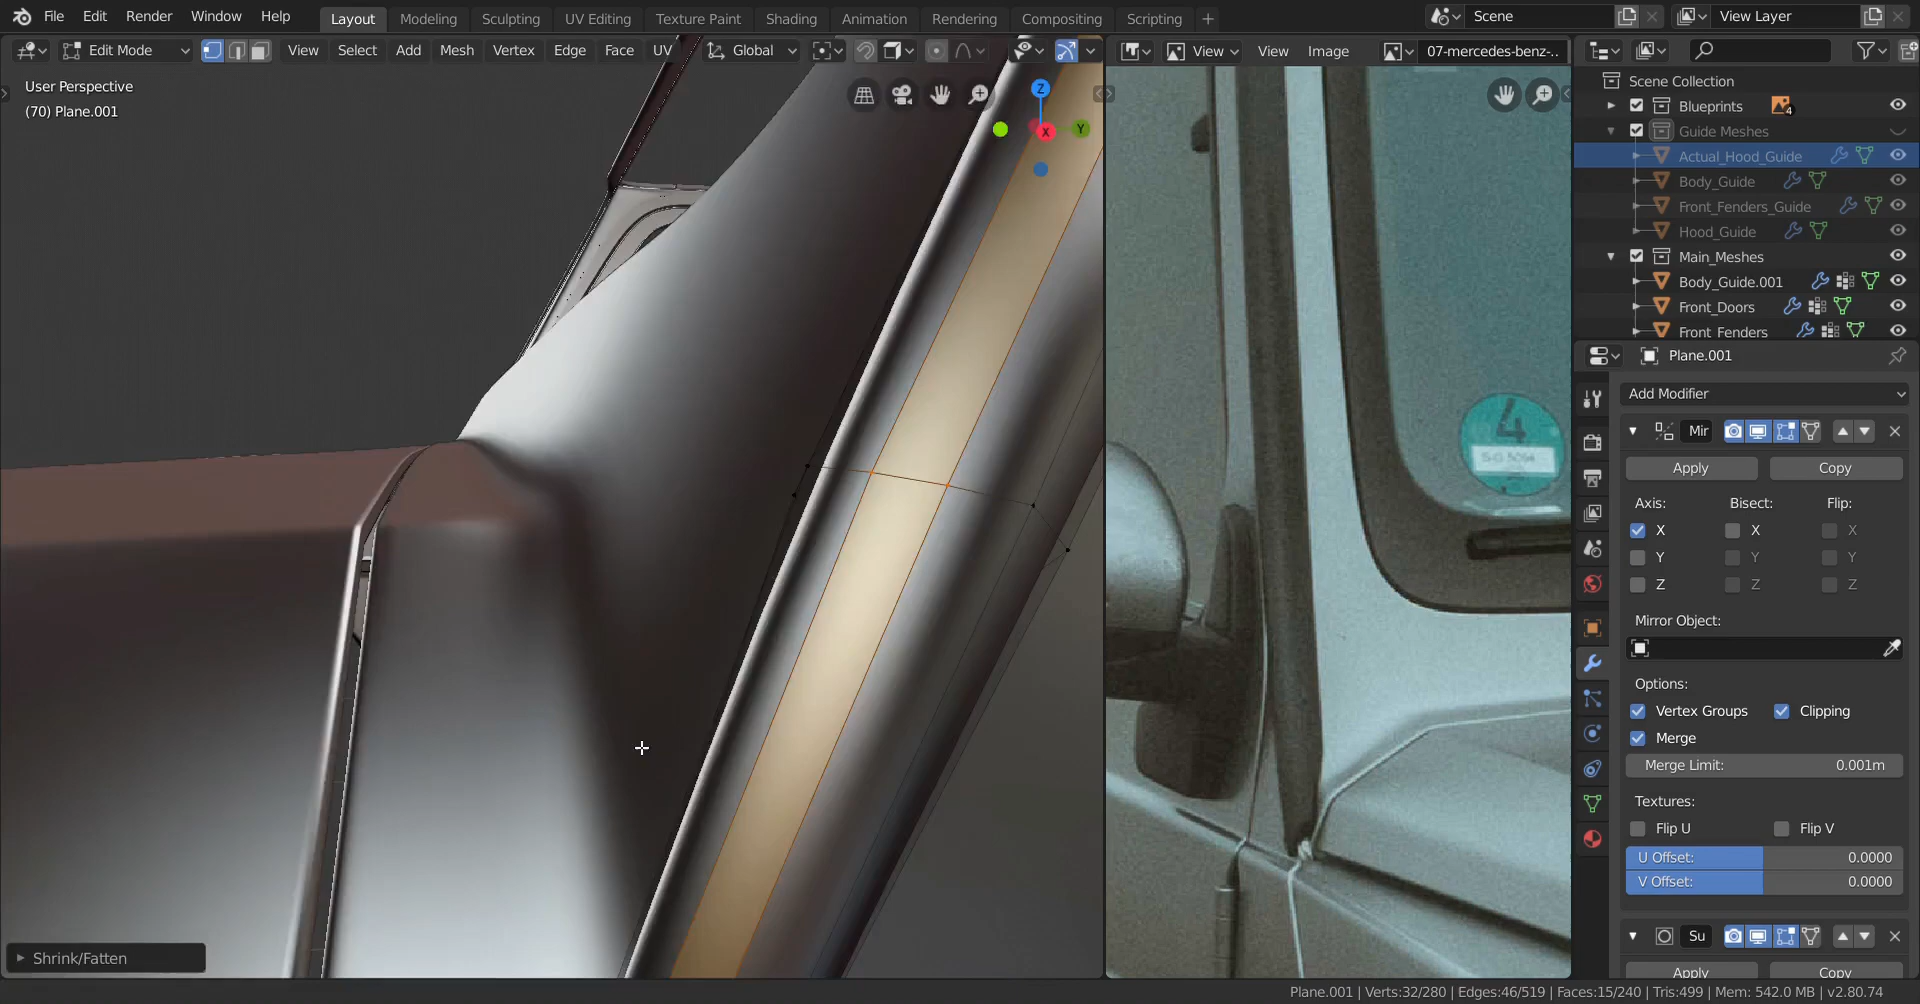 File Edit Render Window Help Layout Modeling Sculpting UV Editing Texture Paint Shading Animation Rendering Compositing Scripting + Scene View Layer
Edit Mode View Select Add Mesh Vertex Edge Face UV Global View View Image 07-mercedes-benz-..
User Perspective
(70) Plane.001
Z
X
Y
4
Scene Collection
Blueprints 4
Guide Meshes
Actual_Hood_Guide
Body_Guide
Front_Fenders_Guide
Hood_Guide
Main_Meshes
Body_Guide.001
Front_Doors
Front_Fenders
Plane.001
Add Modifier
Mir
Apply Copy
Axis: Bisect: Flip:
X X X
Y Y Y
Z Z Z
Mirror Object:
Options:
Vertex Groups Clipping
Merge
Merge Limit: 0.001m
Textures:
Flip U Flip V
U Offset: 0.0000
V Offset: 0.0000
Su
Apply Copy
Shrink/Fatten
Plane.001 | Verts:32/280 | Edges:46/519 | Faces:15/240 | Tris:499 | Mem: 542.0 MB | v2.80.74